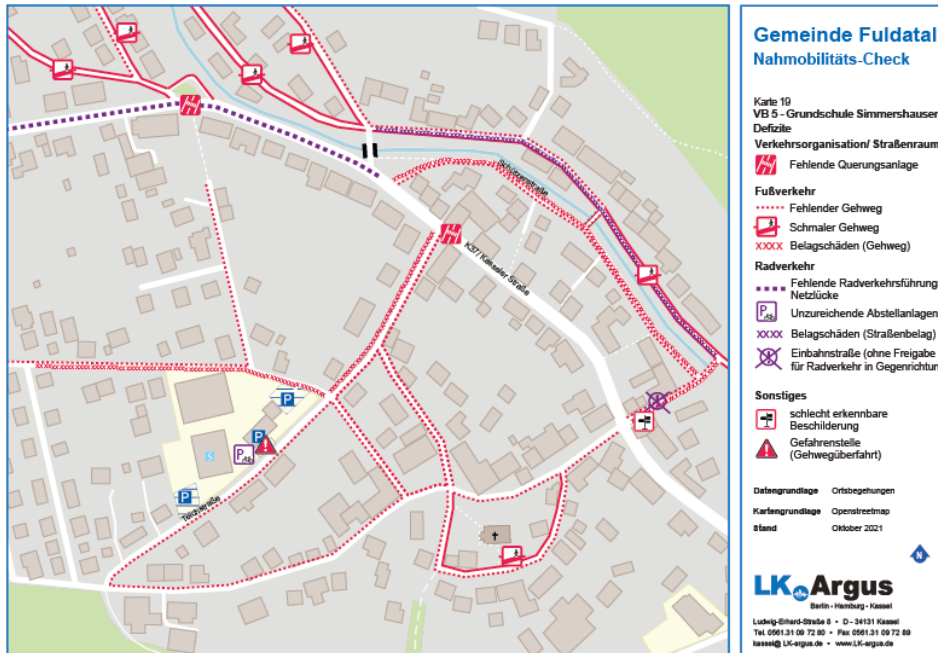 Schützenstraße
K37/ Kasseler Straße
P
P
P
S
Teichstraße
P
Gemeinde Fuldatal
Nahmobilitäts-Check
Karte 19
VB 5 - Grundschule Simmershausen
Defizite
Verkehrsorganisation/ Straßenraum
Fehlende Querungsanlage
Fußverkehr
Fehlender Gehweg
Schmaler Gehweg
XXXX Belagschäden (Gehweg)
Radverkehr
Fehlende Radverkehrsführung
Netzlücke
P Unzureichende Abstellanlagen
XXXX Belagschäden (Straßenbelag)
Einbahnstraße (ohne Freigabe
für Radverkehr in Gegenrichtun
Sonstiges
schlecht erkennbare
Beschilderung
Gefahrenstelle
(Gehwegüberfahrt)
Datengrundlage Ortsbegehungen
Kartengrundlage Openstreetmap
Stand Oktober 2021
N
LK Argus
Berlin - Hamburg - Kassel
Ludwig-Erhard-Straße 8 • D - 34131 Kassel
Tel. 0561.31 09 72 80 • Fax 0561.31 09 72 89
kassel@ LK-argus.de • www.LK-argus.de